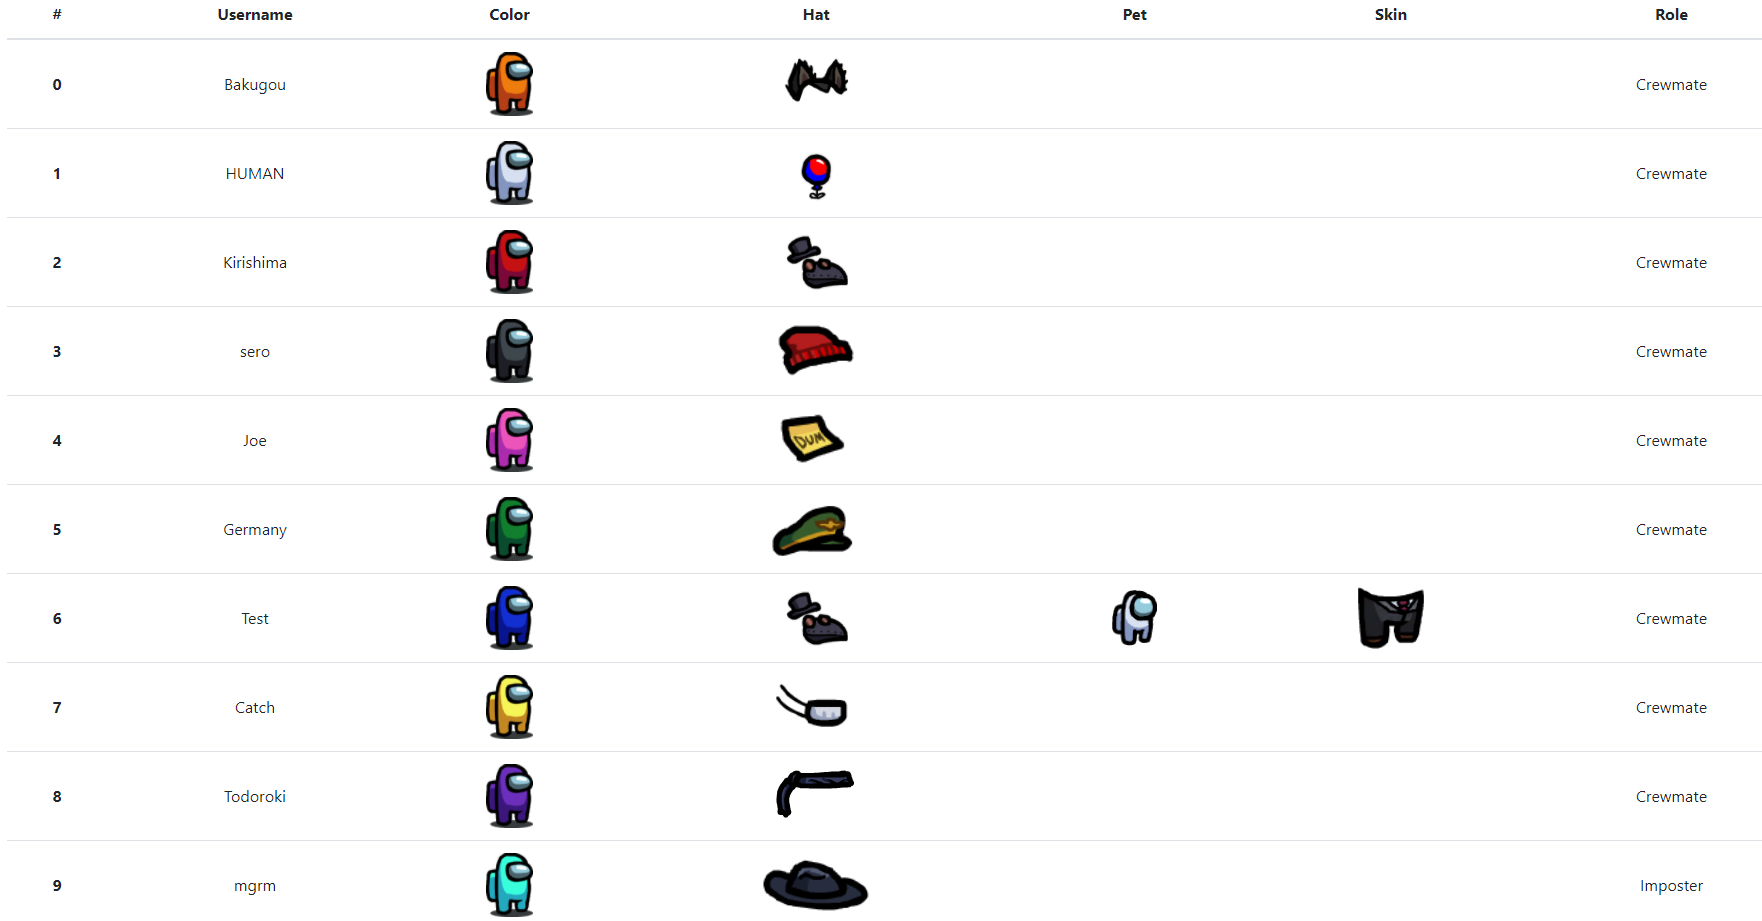 # Username Color Hat Pet Skin Role
0 Bakugou Crewmate
1 HUMAN Crewmate
2 Kirishima Crewmate
3 sero Crewmate
4 Joe DUM Crewmate
5 Germany Crewmate
6 Test Crewmate
7 Catch Crewmate
8 Todoroki Crewmate
9 mgrm Imposter